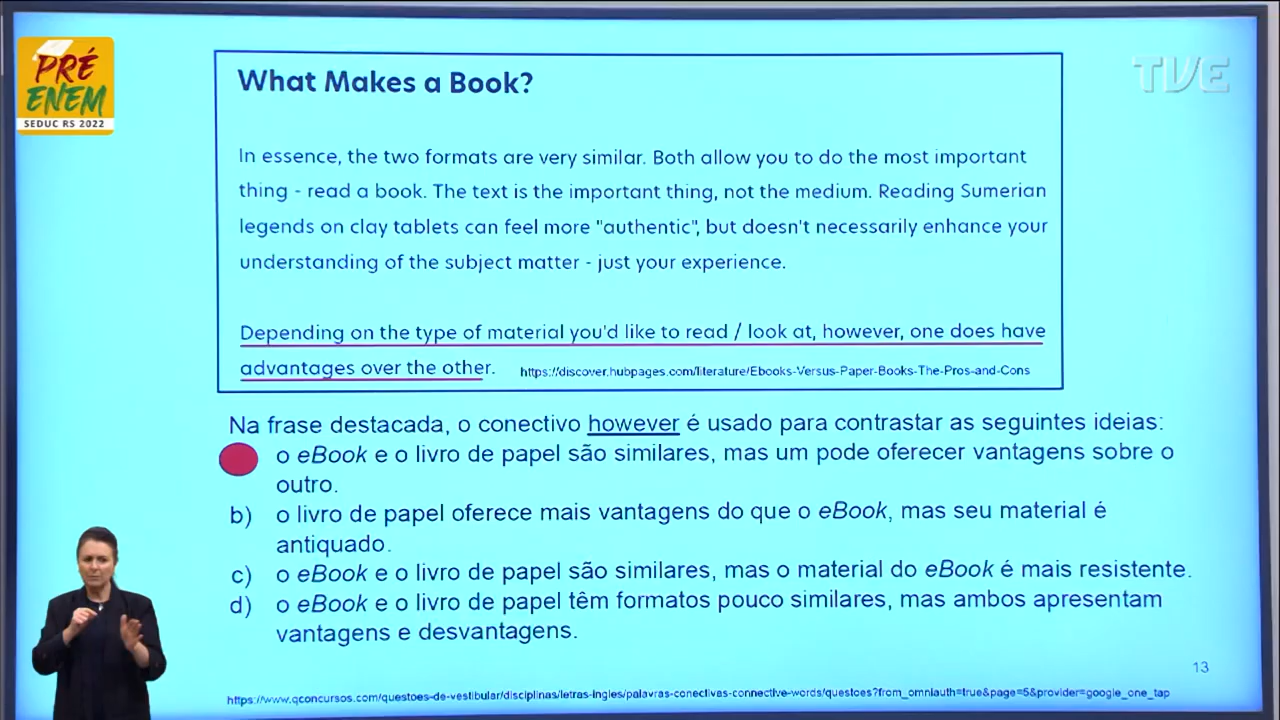 PRÉ
ENEM
SEDUC RS 2022
TVE
What Makes a Book?
In essence, the two formats are very similar. Both allow you to do the most important
thing - read a book. The text is the important thing, not the medium. Reading Sumerian
legends on clay tablets can feel more "authentic", but doesn't necessarily enhance your
understanding of the subject matter - just your experience.
Depending on the type of material you'd like to read / look at, however, one does have
advantages over the other. https://discover.hubpages.com/literature/Ebooks-Versus-Paper-Books-The-Pros-and-Cons
Na frase destacada, o conectivo however é usado para contrastar as seguintes ideias:
o eBook e o livro de papel são similares, mas um pode oferecer vantagens sobre o
outro.
b) o livro de papel oferece mais vantagens do que o eBook, mas seu material é
antiquado.
c) o eBook e o livro de papel são similares, mas o material do eBook é mais resistente.
d) o eBook e o livro de papel têm formatos pouco similares, mas ambos apresentam
vantagens e desvantagens.
13
https://www.qconcursos.com/questoes-de-vestibular/disciplinas/letras-ingles/palavras-conectivas-connective-words/questoes?from_omniauth=true&page=5&provider=google_one_tap